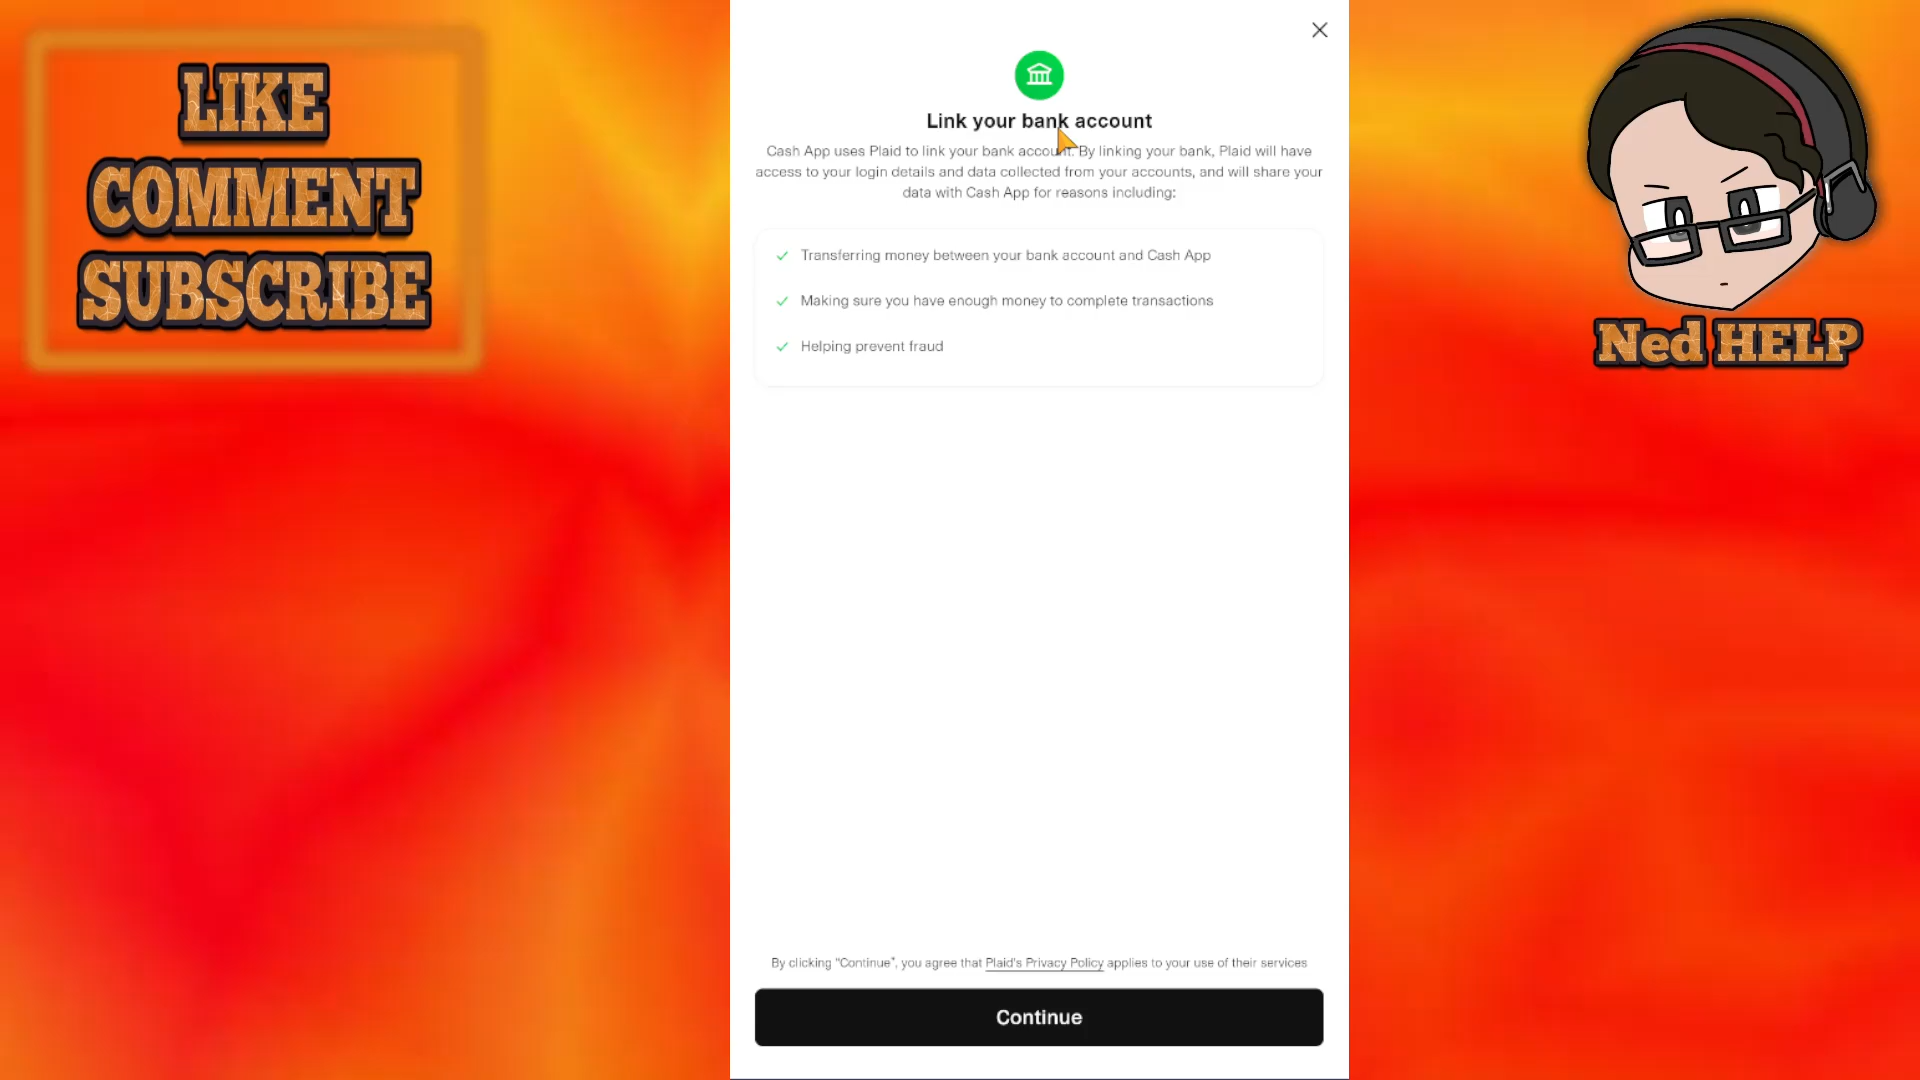 LIKE
COMMENT
SUBSCRIBE
Link your bank account
Cash App uses Plaid to link your bank account. By linking your bank, Plaid will have
access to your login details and data collected from your accounts, and will share your
data with Cash App for reasons including:
Transferring money between your bank account and Cash App
Making sure you have enough money to complete transactions
Helping prevent fraud
By clicking "Continue", you agree that Plaid's Privacy Policy applies to your use of their services
Continue
Ned HELP